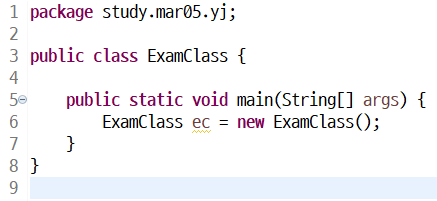 1 package study.mar05.yj;
2
3 public class ExamClass {
4
5 public static void main(String[] args) {
6 ExamClass ec = new ExamClass();
7 }
8 }
9